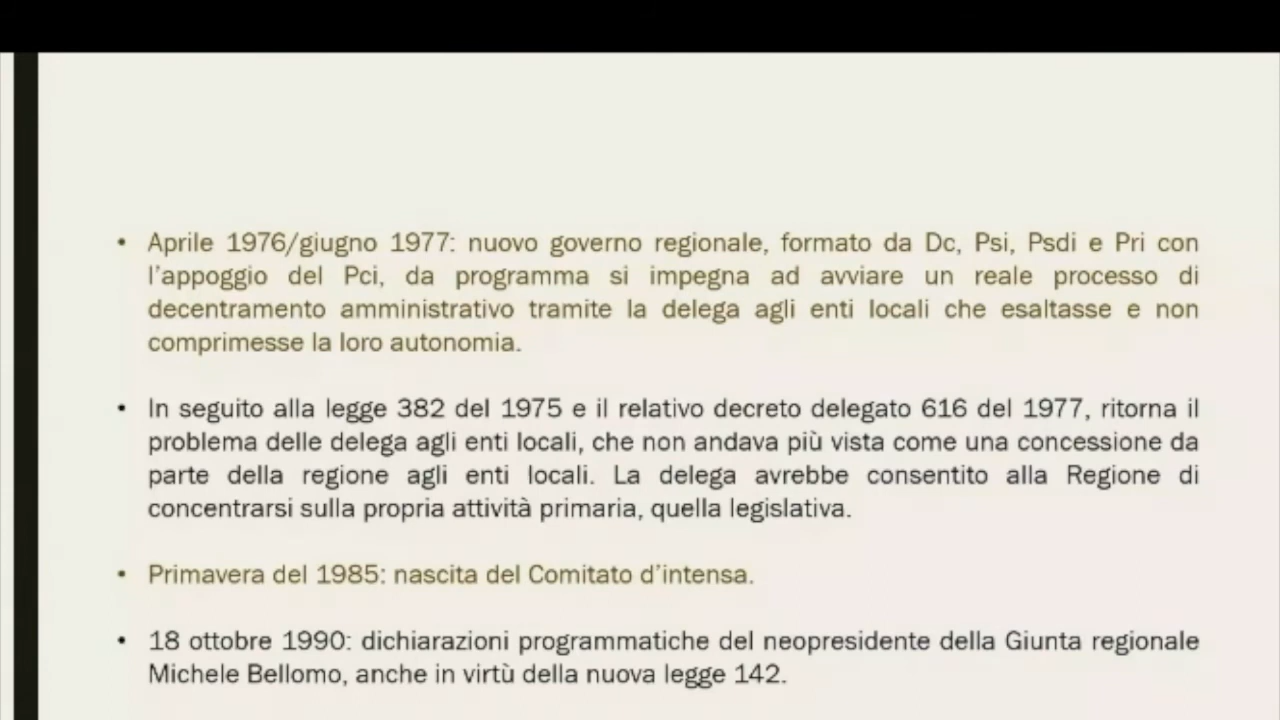 • Aprile 1976/giugno 1977: nuovo governo regionale, formato da Dc, Psi, Psdi e Pri con
l’appoggio del Pci, da programma si impegna ad avviare un reale processo di
decentramento amministrativo tramite la delega agli enti locali che esaltasse e non
comprimesse la loro autonomia.
• In seguito alla legge 382 del 1975 e il relativo decreto delegato 616 del 1977, ritorna il
problema delle delega agli enti locali, che non andava più vista come una concessione da
parte della regione agli enti locali. La delega avrebbe consentito alla Regione di
concentrarsi sulla propria attività primaria, quella legislativa.
• Primavera del 1985: nascita del Comitato d’intensa.
• 18 ottobre 1990: dichiarazioni programmatiche del neopresidente della Giunta regionale
Michele Bellomo, anche in virtù della nuova legge 142.